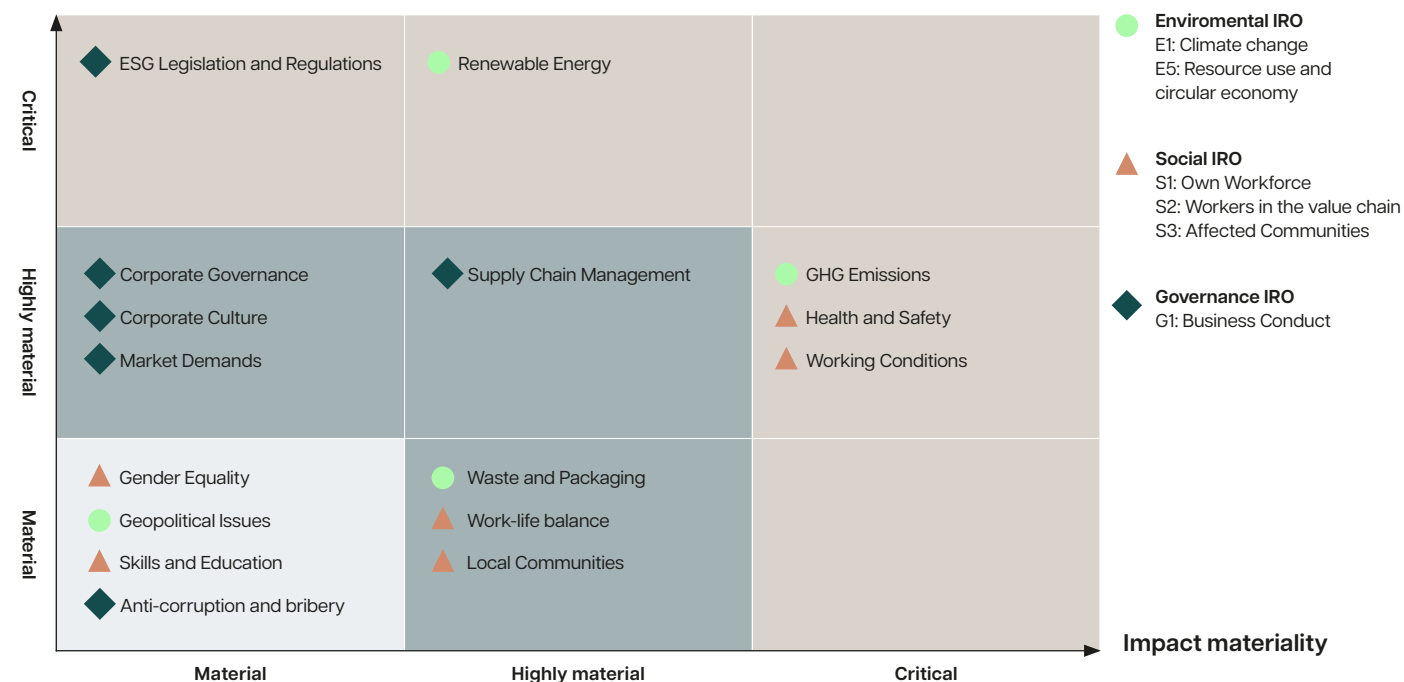 Critical
ESG Legislation and Regulations
Renewable Energy
Highly material
Corporate Governance
Corporate Culture
Market Demands
Supply Chain Management
GHG Emissions
Health and Safety
Working Conditions
Material
Gender Equality
Geopolitical Issues
Skills and Education
Anti-corruption and bribery
Waste and Packaging
Work-life balance
Local Communities
Material
Highly material
Critical
Impact materiality
Enviromental IRO
E1: Climate change
E5: Resource use and
circular economy
Social IRO
S1: Own Workforce
S2: Workers in the value chain
S3: Affected Communities
Governance IRO
G1: Business Conduct